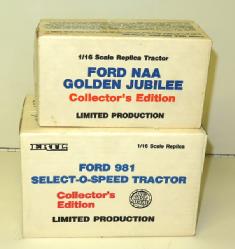 1/16 Scale Replica Tractor
FORD NAA
GOLDEN JUBILEE
Collector's Edition
LIMITED PRODUCTION
ERTL 1/16 Scale Replica
FORD 981
SELECT-O-SPEED TRACTOR
Collector's
Edition
LIMITED PRODUCTION